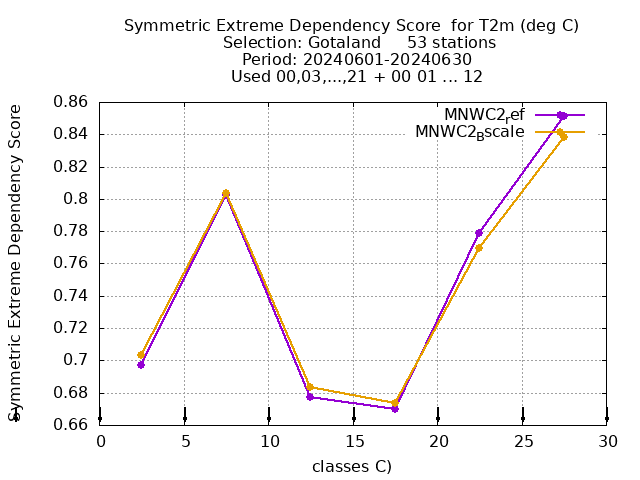 Symmetric Extreme Dependency Score  for T2m (deg C)
Selection: Gotaland     53 stations
Period: 20240601-20240630
Used 00,03,...,21 + 00 01 ... 12
Symmetric Extreme Dependency Score
0.86
0.84
0.82
0.8
0.78
0.76
0.74
0.72
0.7
0.68
0.66
MNWC2ref
MNWC2Bscale
0 5 10 15 20 25 30
classes C)